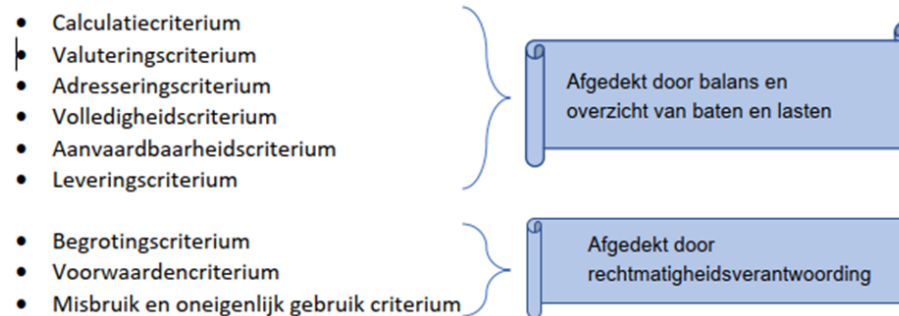 Calculatiecriterium
Valuteringscriterium
Adresseringscriterium
Volledigheidscriterium
Aanvaardbaarheidscriterium
Leveringscriterium
Afgedekt door balans en
overzicht van baten en lasten
Begrotingscriterium
Voorwaardencriterium
Misbruik en oneigenlijk gebruik criterium
Afgedekt door
rechtmatigheidsverantwoording